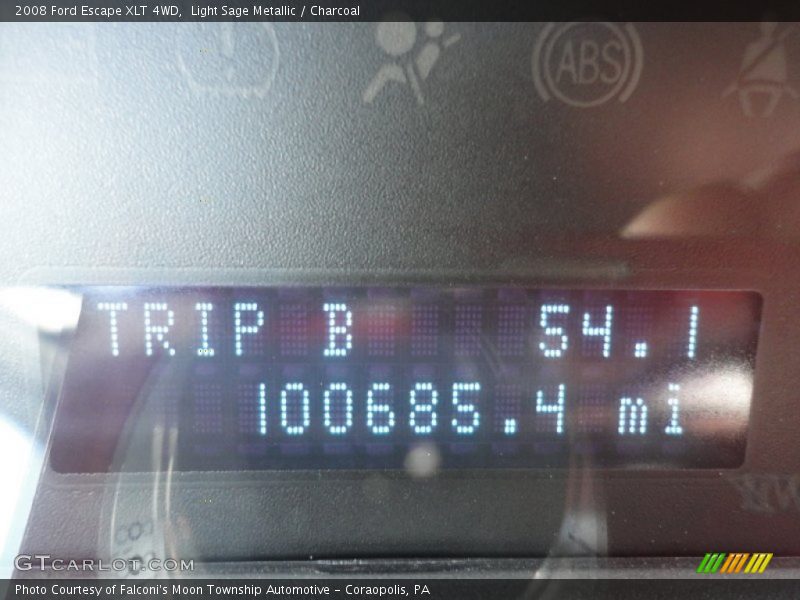 2008 Ford Escape XLT 4WD, Light Sage Metallic / Charcoal
ABS
TRIP B 54.1
100685.4 mi
GTCARLOT.COM
Photo Courtesy of Falconi's Moon Township Automotive - Coraopolis, PA